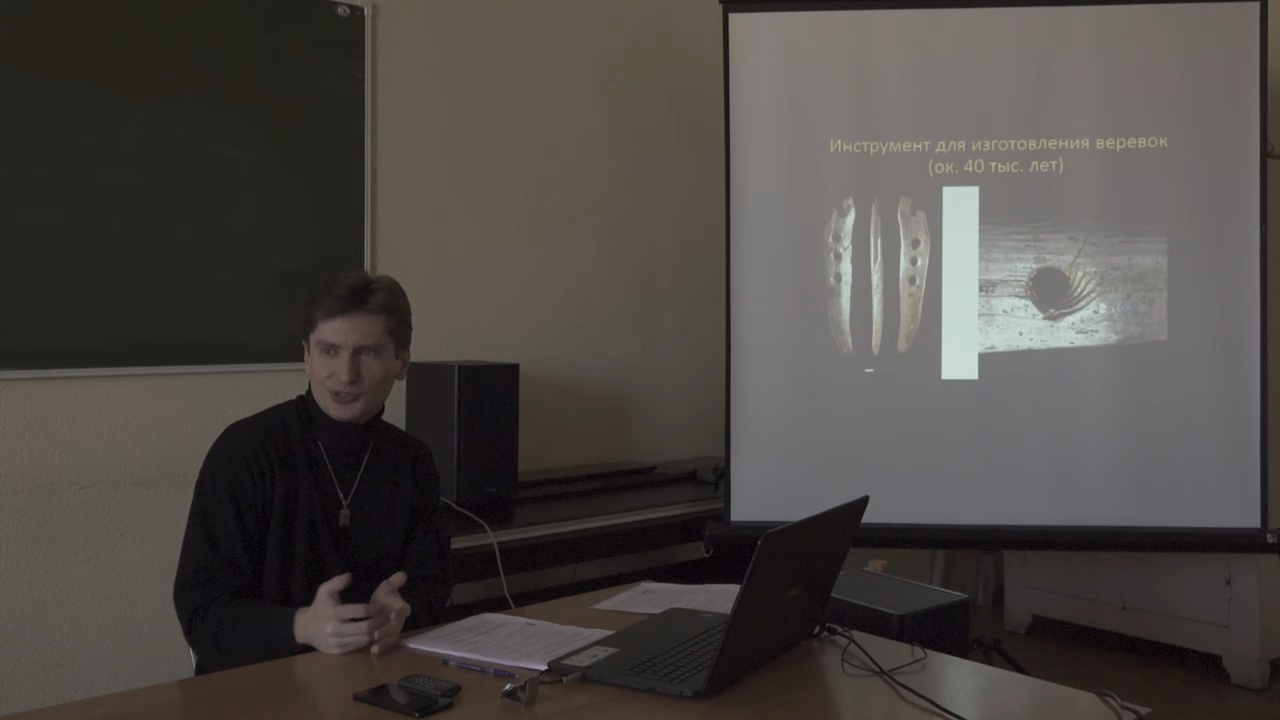 Инструмент для изготовления веревок
(ок. 40 тыс. лет)